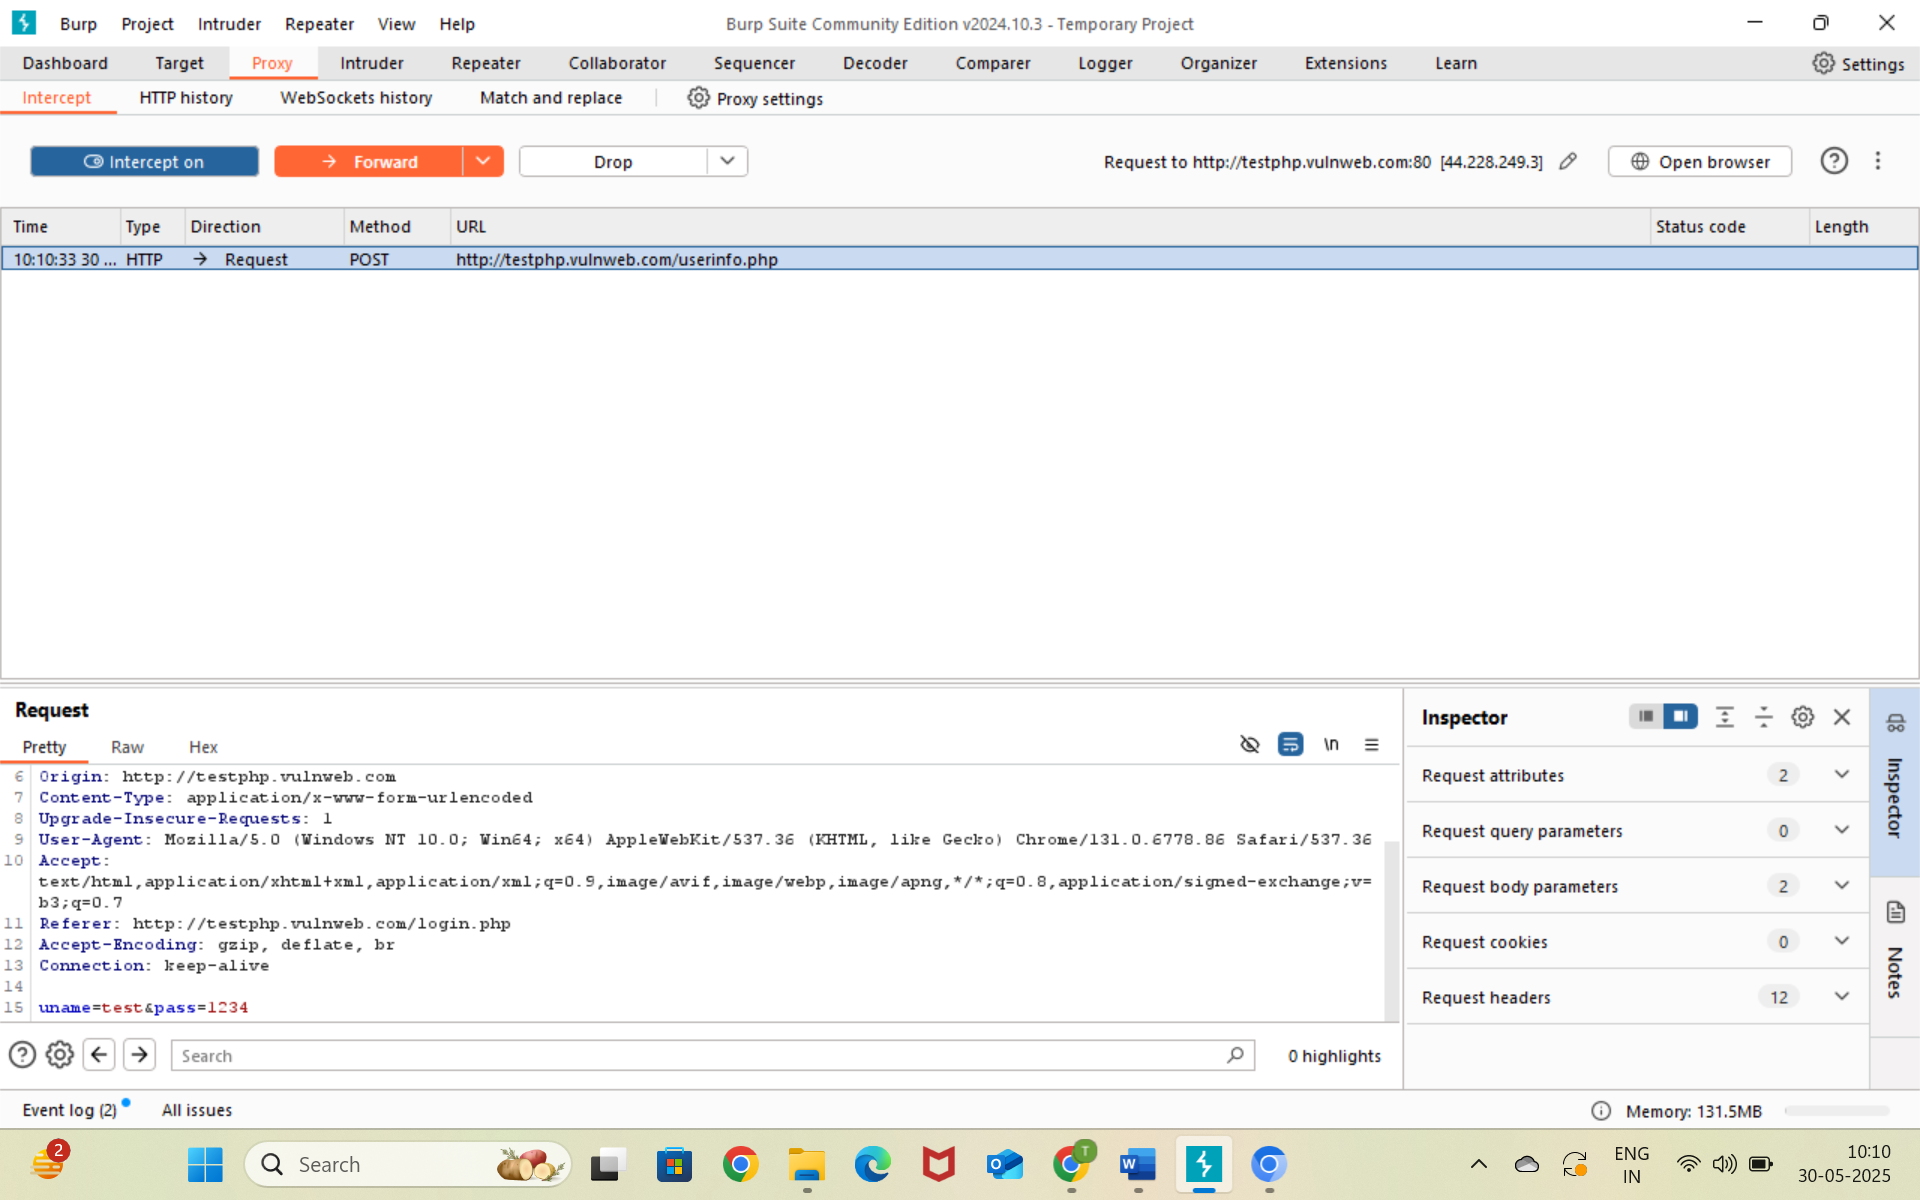 Burp Project Intruder Repeater View Help Burp Suite Community Edition v2024.10.3 - Temporary Project
Dashboard Target Proxy Intruder Repeater Collaborator Sequencer Decoder Comparer Logger Organizer Extensions Learn Settings
Intercept HTTP history WebSockets history Match and replace Proxy settings
Intercept on Forward Drop Request to http://testphp.vulnweb.com:80 [44.228.249.3] Open browser
Time Type Direction Method URL Status code Length
10:10:33 30 ... HTTP Request POST http://testphp.vulnweb.com/userinfo.php
Request
Pretty Raw Hex \n
6 Origin: http://testphp.vulnweb.com
7 Content-Type: application/x-www-form-urlencoded
8 Upgrade-Insecure-Requests: 1
9 User-Agent: Mozilla/5.0 (Windows NT 10.0; Win64; x64) AppleWebKit/537.36 (KHTML, like Gecko) Chrome/131.0.6778.86 Safari/537.36
10 Accept:
text/html,application/xhtml+xml,application/xml;q=0.9,image/avif,image/webp,image/apng,*/*;q=0.8,application/signed-exchange;v=
b3;q=0.7
11 Referer: http://testphp.vulnweb.com/login.php
12 Accept-Encoding: gzip, deflate, br
13 Connection: keep-alive
14
15 uname=test&pass=1234
Search 0 highlights
Inspector
Request attributes 2
Request query parameters 0
Request body parameters 2
Request cookies 0
Request headers 12
Inspector
Notes
Event log (2) All issues Memory: 131.5MB
2 Search T W ENG 10:10
IN 30-05-2025